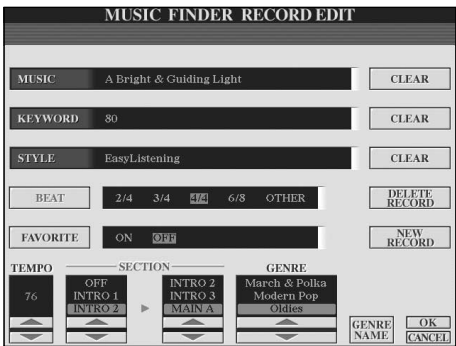 MUSIC FINDER RECORD EDIT
MUSIC A Bright & Guiding Light CLEAR
KEYWORD 80 CLEAR
STYLE EasyListening CLEAR
BEAT 2/4 3/4 4/4 6/8 OTHER DELETE RECORD
FAVORITE ON OFF NEW RECORD
TEMPO SECTION GENRE
OFF INTRO 2 March & Polka
76 INTRO 1 INTRO 3 Modern Pop
INTRO 2 MAIN A Oldies
GENRE NAME OK
CANCEL